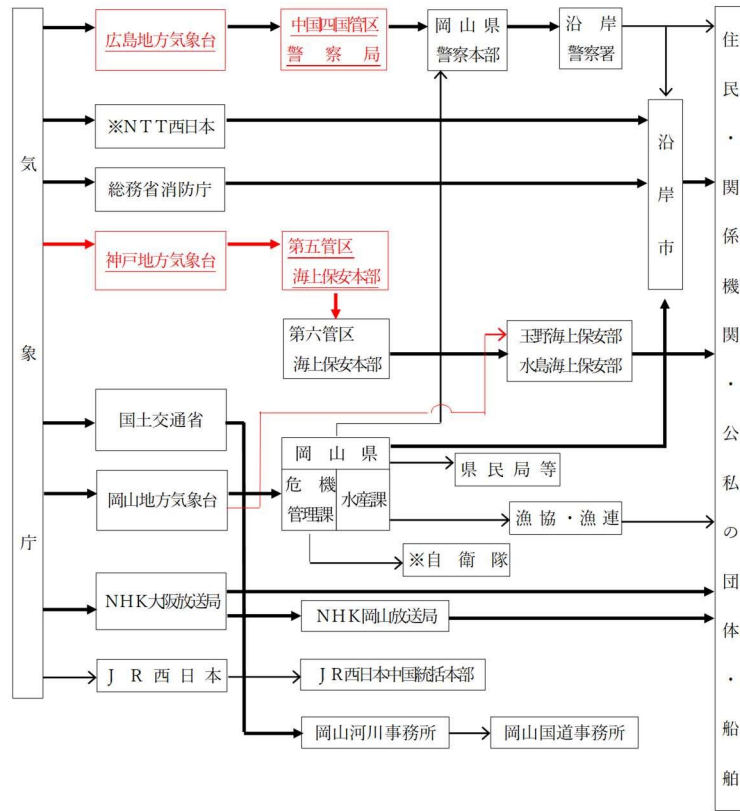 気象庁
広島地方気象台
中国四国管区
警察局
岡山県
警察本部
沿岸
警察署
住民・関係機関・公私の団体・船舶
※NTT西日本
沿岸市
総務省消防庁
神戸地方気象台
第五管区
海上保安本部
第六管区
海上保安本部
玉野海上保安部
水島海上保安部
国土交通省
岡山県
県民局等
岡山地方気象台
危機
管理課
水産課
漁協・漁連
※自衛隊
NHK大阪放送局
NHK岡山放送局
JR西日本
JR西日本中国統括本部
岡山河川事務所
岡山国道事務所